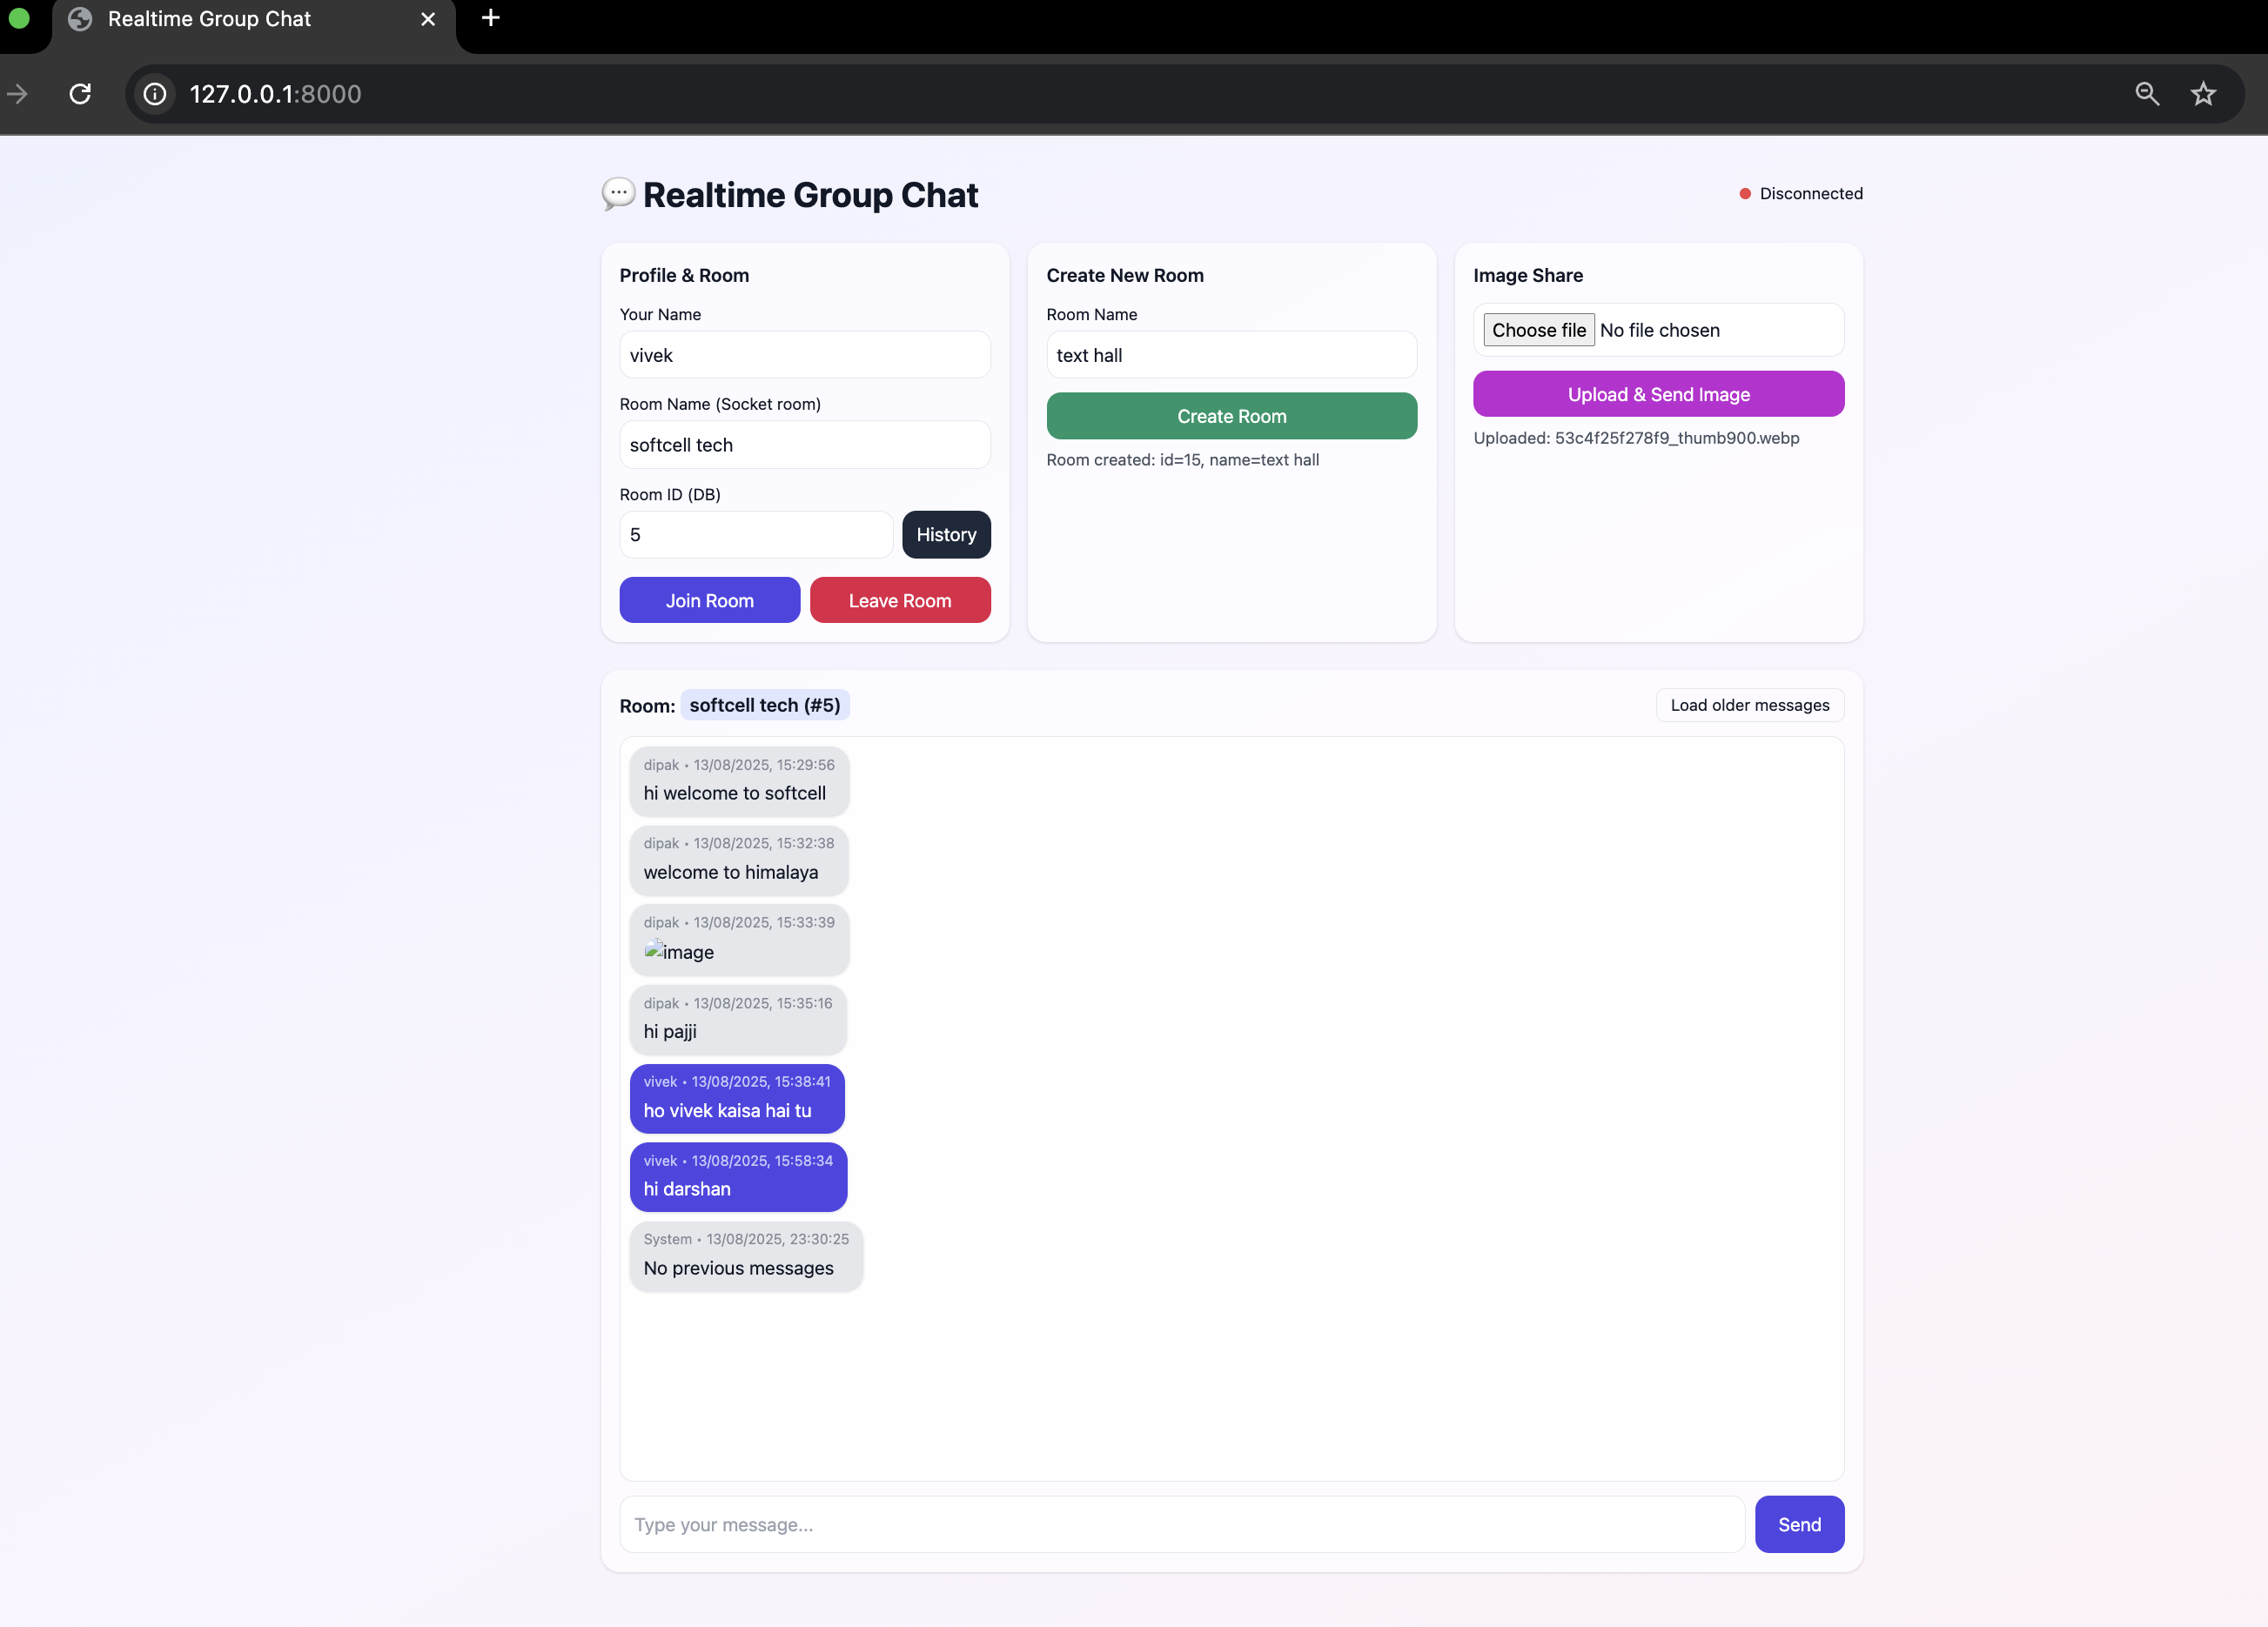 Realtime Group Chat
127.0.0.1:8000
Realtime Group Chat
Disconnected
Profile & Room
Your Name
vivek
Room Name (Socket room)
softcell tech
Room ID (DB)
5
History
Join Room
Leave Room
Create New Room
Room Name
text hall
Create Room
Room created: id=15, name=text hall
Image Share
Choose file No file chosen
Upload & Send Image
Uploaded: 53c4f25f278f9_thumb900.webp
Room: softcell tech (#5)
Load older messages
dipak • 13/08/2025, 15:29:56
hi welcome to softcell
dipak • 13/08/2025, 15:32:38
welcome to himalaya
dipak • 13/08/2025, 15:33:39
image
dipak • 13/08/2025, 15:35:16
hi pajji
vivek • 13/08/2025, 15:38:41
ho vivek kaisa hai tu
vivek • 13/08/2025, 15:58:34
hi darshan
System • 13/08/2025, 23:30:25
No previous messages
Type your message...
Send